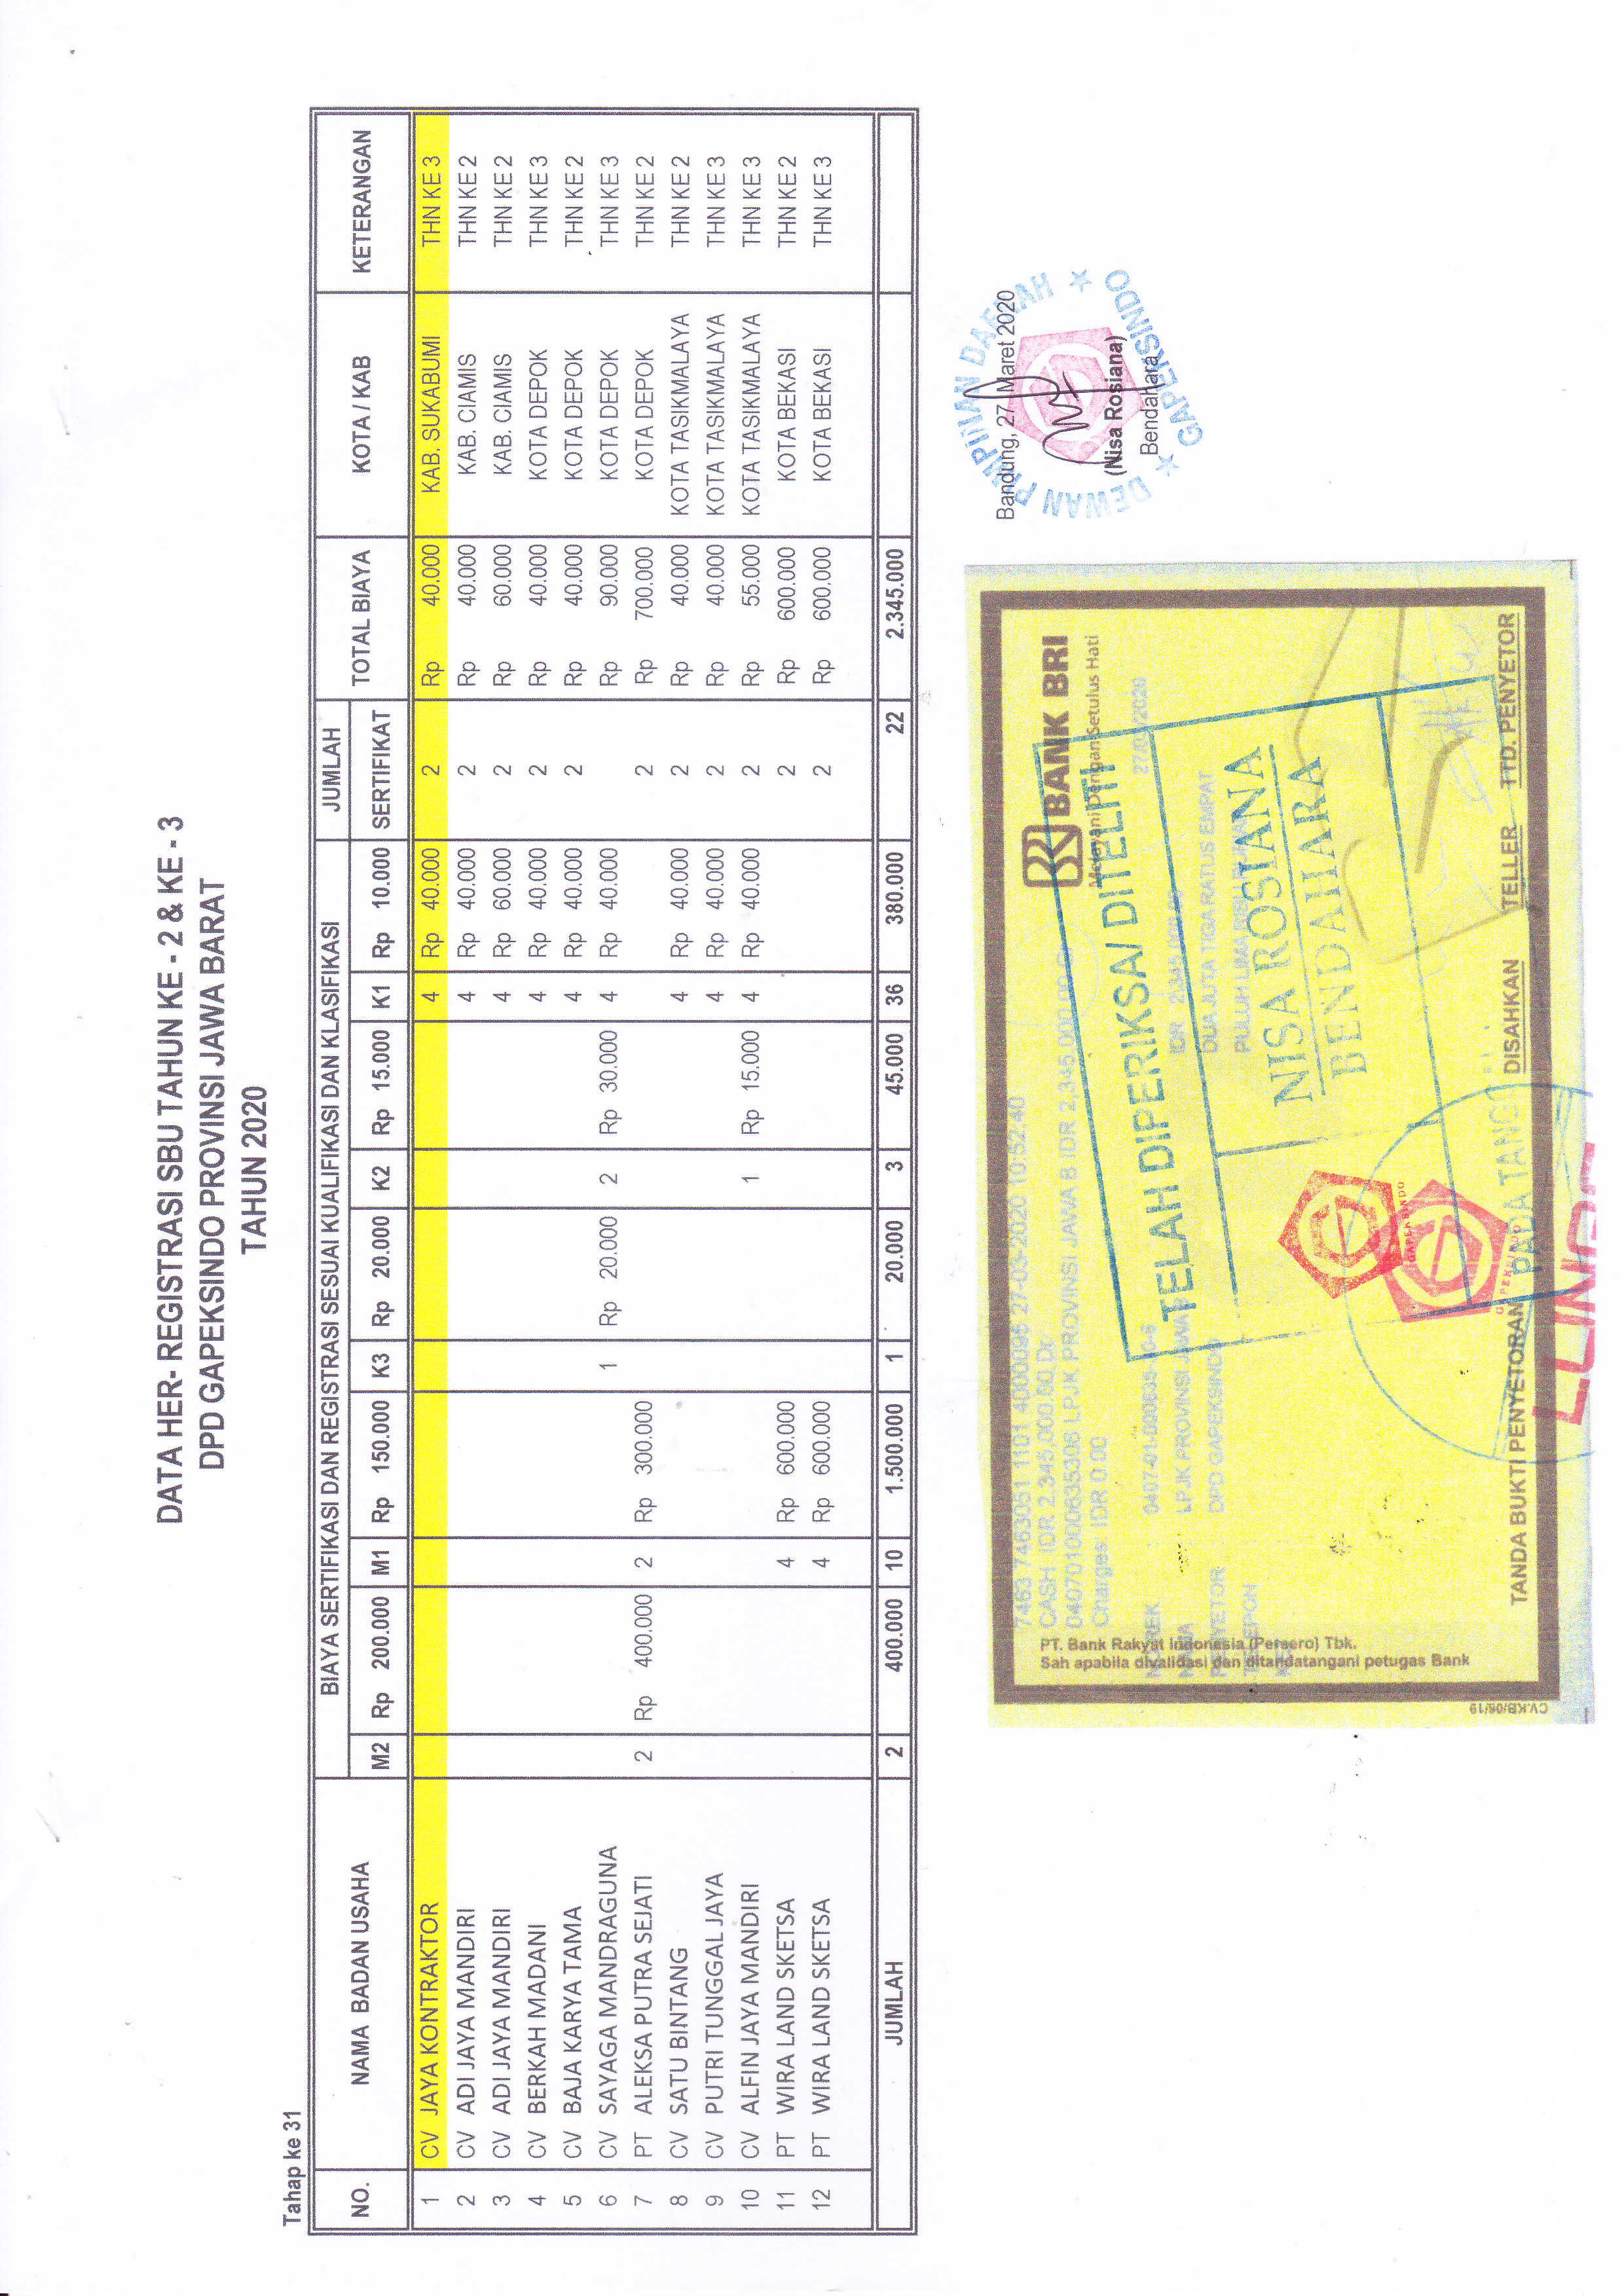 DATA HER- REGISTRASI SBU TAHUN KE - 2 & KE - 3
DPD GAPEKSINDO PROVINSI JAWA BARAT
TAHUN 2020
Tahap ke 31
NO. NAMA BADAN USAHA BIAYA SERTIFIKASI DAN REGISTRASI SESUAI KUALIFIKASI DAN KLASIFIKASI JUMLAH TOTAL BIAYA KOTA / KAB KETERANGAN
M2 Rp 200.000 M1 Rp 150.000 K3 Rp 20.000 K2 Rp 15.000 K1 Rp 10.000 SERTIFIKAT
1 CV JAYA KONTRAKTOR 4 Rp 40.000 2 Rp 40.000 KAB. SUKABUMI THN KE 3
2 CV ADI JAYA MANDIRI 4 Rp 40.000 2 Rp 40.000 KAB. CIAMIS THN KE 2
3 CV ADI JAYA MANDIRI 4 Rp 60.000 2 Rp 60.000 KAB. CIAMIS THN KE 2
4 CV BERKAH MADANI 4 Rp 40.000 2 Rp 40.000 KOTA DEPOK THN KE 3
5 CV BAJA KARYA TAMA 4 Rp 40.000 2 Rp 40.000 KOTA DEPOK THN KE 2
6 CV SAYAGA MANDRAGUNA 1 Rp 20.000 2 Rp 30.000 4 Rp 40.000 Rp 90.000 KOTA DEPOK THN KE 3
7 PT ALEKSA PUTRA SEJATI 2 Rp 400.000 2 Rp 300.000 2 Rp 700.000 KOTA DEPOK THN KE 2
8 CV SATU BINTANG 4 Rp 40.000 2 Rp 40.000 KOTA TASIKMALAYA THN KE 2
9 CV PUTRI TUNGGAL JAYA 4 Rp 40.000 2 Rp 40.000 KOTA TASIKMALAYA THN KE 3
10 CV ALFIN JAYA MANDIRI 1 Rp 15.000 4 Rp 40.000 2 Rp 55.000 KOTA TASIKMALAYA THN KE 3
11 PT WIRA LAND SKETSA 4 Rp 600.000 2 Rp 600.000 KOTA BEKASI THN KE 2
12 PT WIRA LAND SKETSA 4 Rp 600.000 2 Rp 600.000 KOTA BEKASI THN KE 3
JUMLAH 2 400.000 10 1.500.000 1 20.000 3 45.000 36 380.000 22 2.345.000
Bandung, 27 Maret 2020
DEWAN PIMPINAN DAERAH
GAPEKSINDO
(Nisa Rosiana)
Bendahara
BANK BRI
Melayani Dengan Setulus Hati
7463 7463051 1101 4000095 27-03-2020 10:52:40
CASH IDR 2,345,000.00 Dr
040701000635306 LPJK PROVINSI JAWA B IDR 2,345,000.00
Charges: IDR 0.00
LPJK PROVINSI JAWA
DPD GAPEKSINDO
DUA JUTA TIGA RATUS EMPAT
PULUH LIMA RIBU
PT. Bank Rakyat Indonesia (Persero) Tbk.
Sah apabila divalidasi dan ditandatangani petugas Bank
TELAH DIPERIKSA/ DITELITI
NISA ROSIANA
BENDAHARA
PADA TANGG
GAPEKSINDO
TANDA BUKTI PENYETORAN DISAHKAN TELLER TTD. PENYETOR
CV.KB/06/19